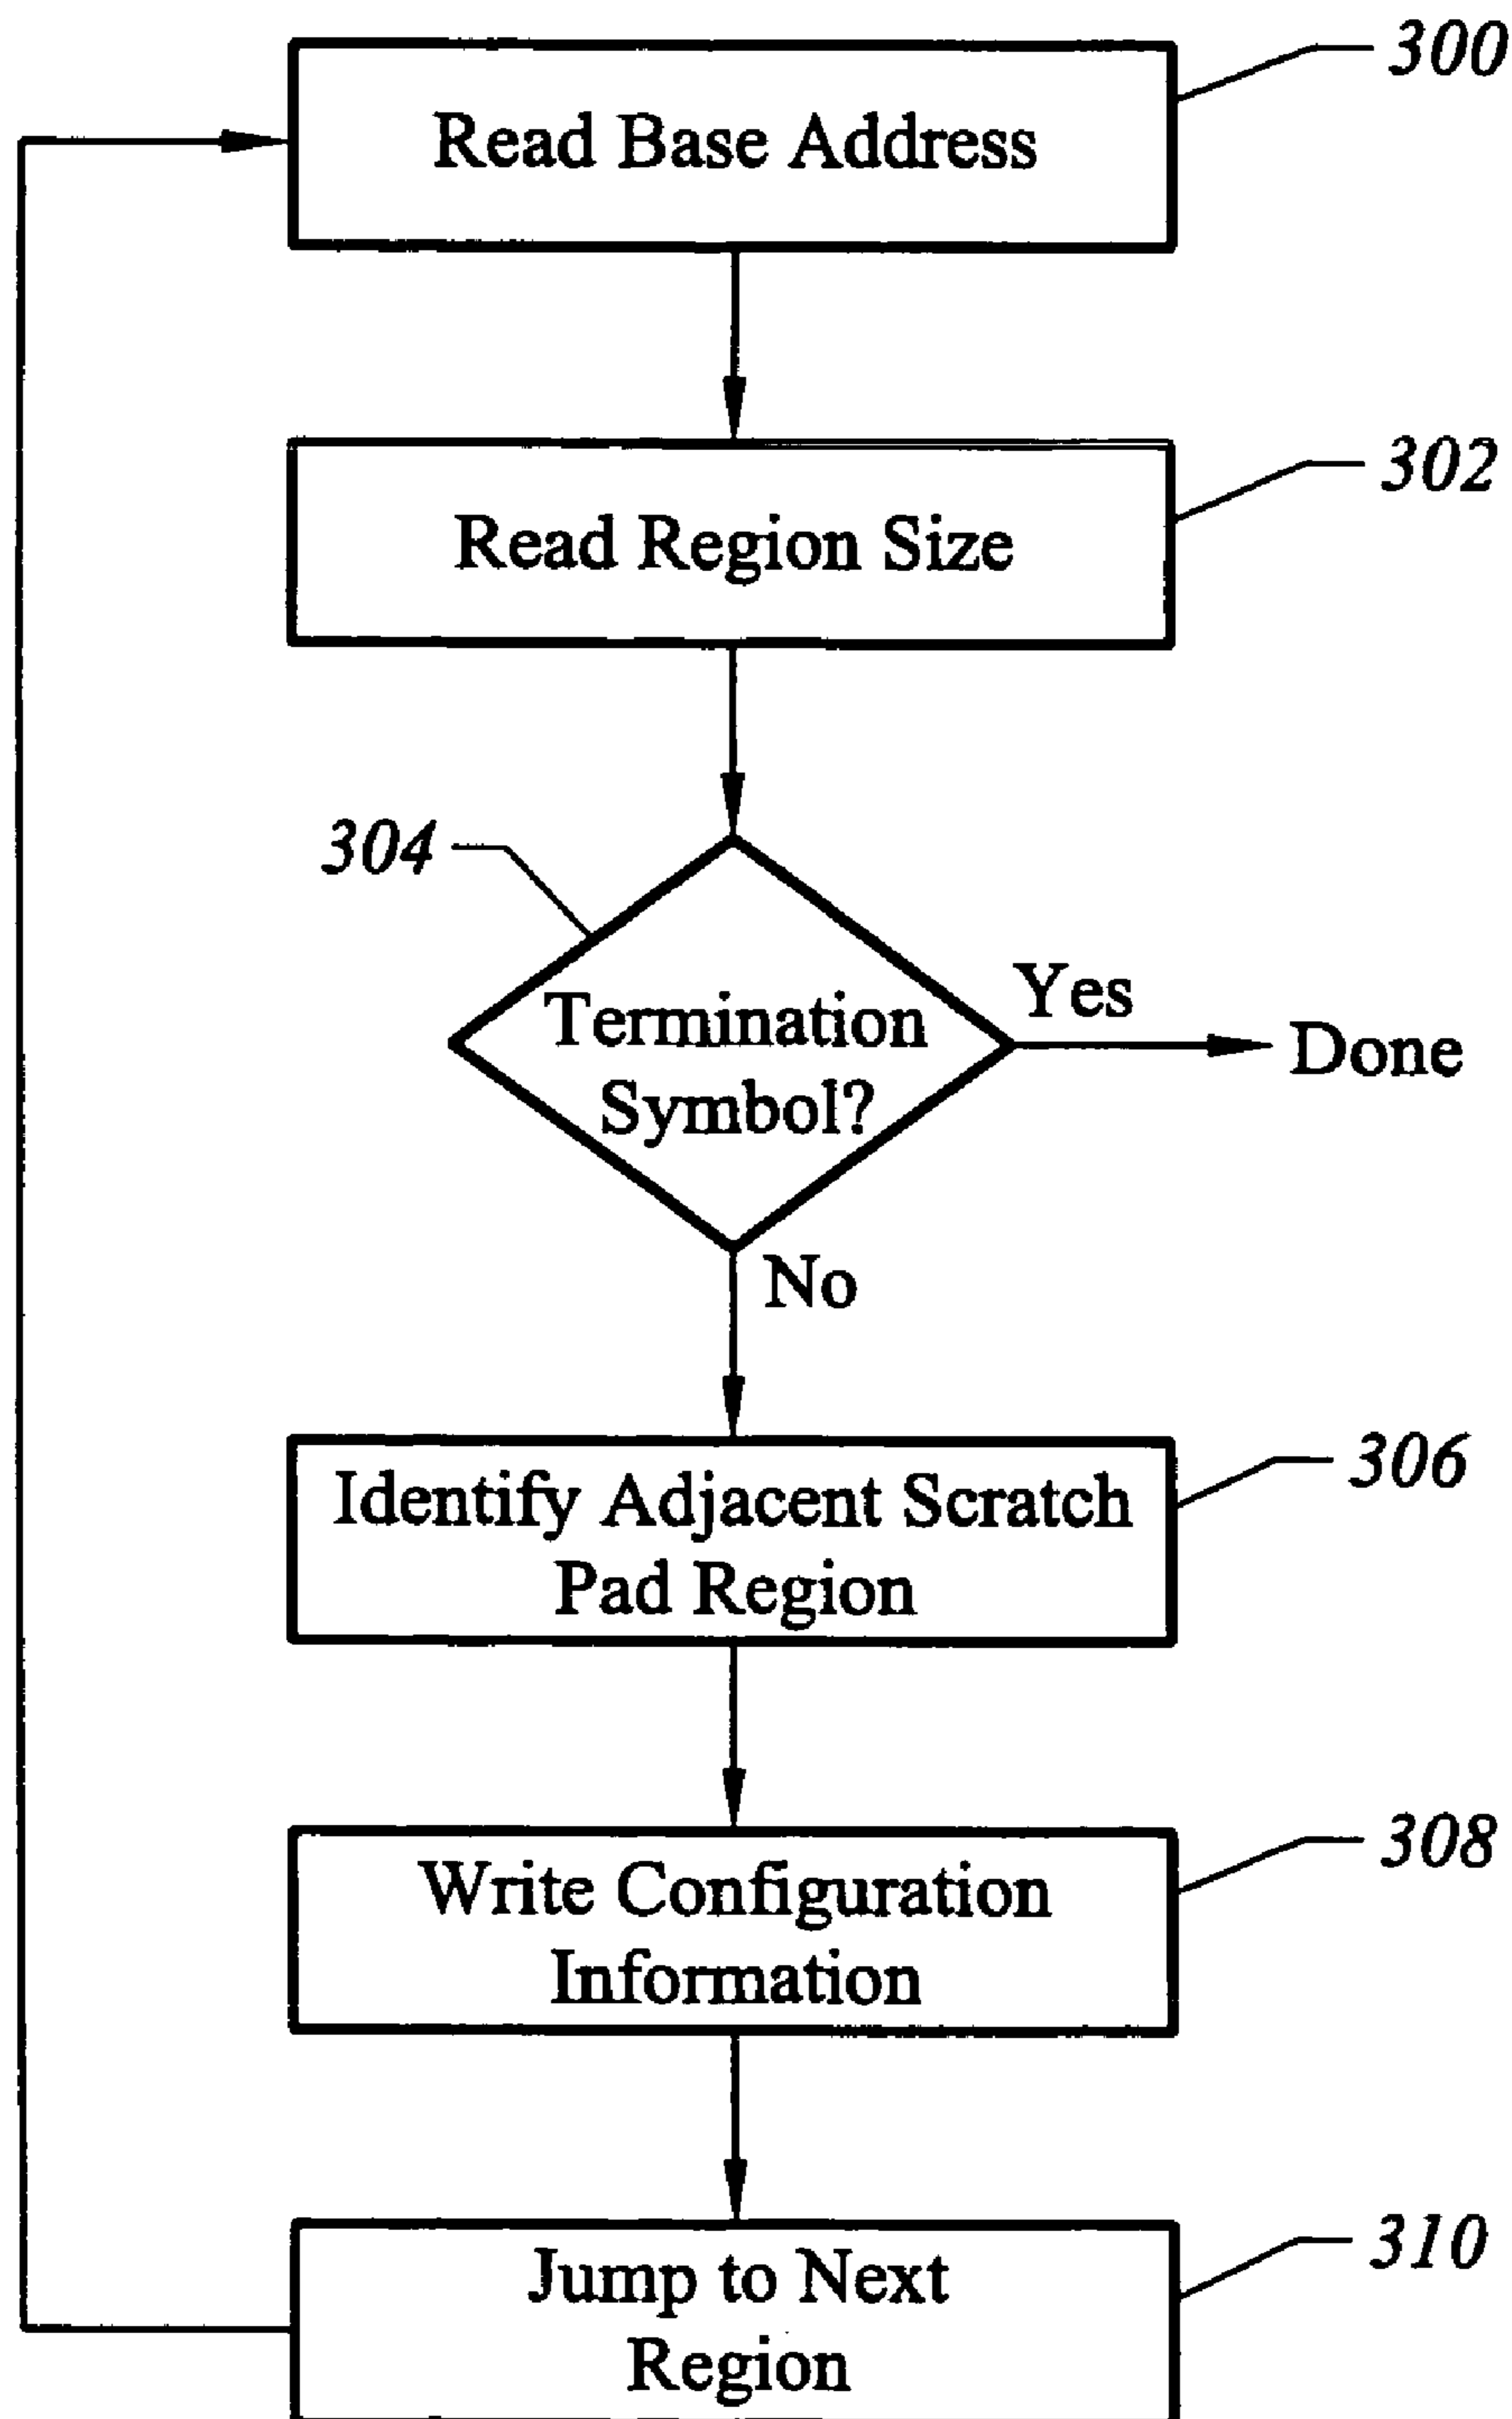 300
Read Base Address
302
Read Region Size
304
Termination
Symbol?
Yes
Done
No
306
Identify Adjacent Scratch
Pad Region
308
Write Configuration
Information
310
Jump to Next
Region